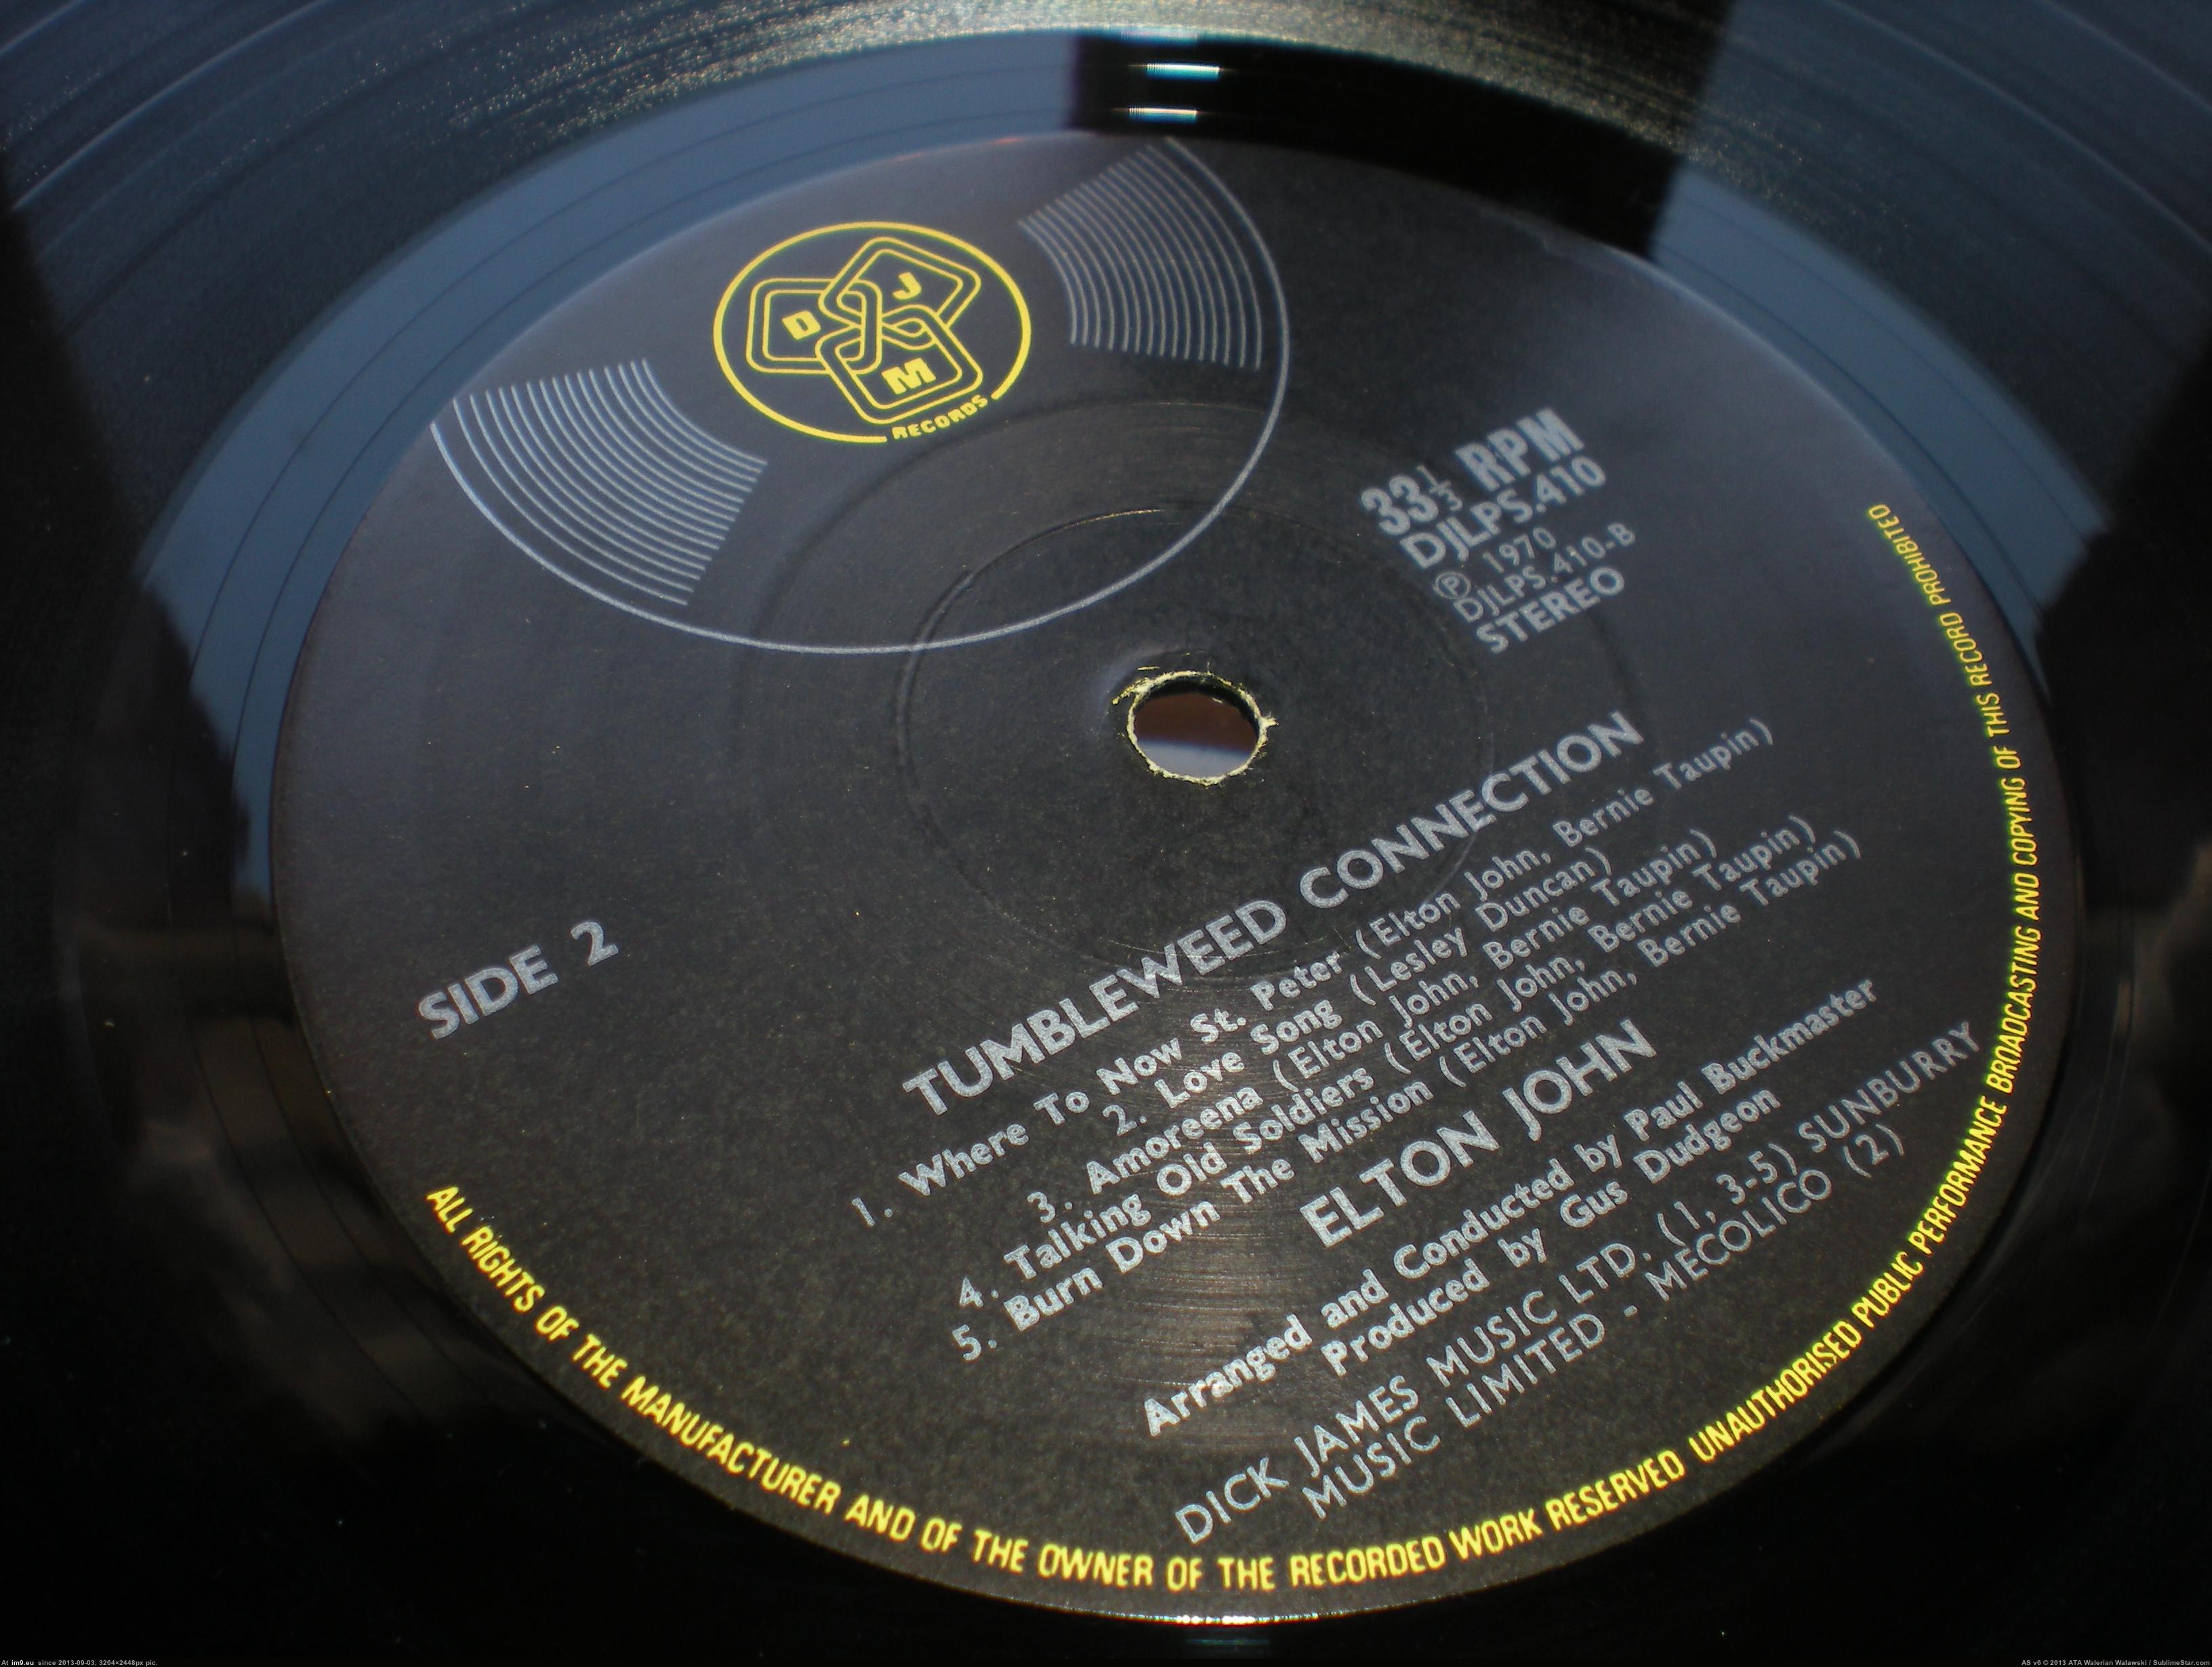 D
J
M
RECORDS
33⅓ RPM
DJLPS.410
Ⓟ 1970
DJLPS.410-B
STEREO
SIDE 2
TUMBLEWEED CONNECTION
1. Where To Now St. Peter (Elton John, Bernie Taupin)
2. Love Song (Lesley Duncan)
3. Amoreena (Elton John, Bernie Taupin)
4. Talking Old Soldiers (Elton John, Bernie Taupin)
5. Burn Down The Mission (Elton John, Bernie Taupin)
ELTON JOHN
Arranged and Conducted by Paul Buckmaster
Produced by Gus Dudgeon
DICK JAMES MUSIC LTD. (1, 3-5) SUNBURRY
MUSIC LIMITED - MECOLICO (2)
ALL RIGHTS OF THE MANUFACTURER AND OF THE OWNER OF THE RECORDED WORK RESERVED UNAUTHORISED PUBLIC PERFORMANCE BROADCASTING AND COPYING OF THIS RECORD PROHIBITED
At im9.eu since 2013-09-03, 3264×2448px pic.
AS v6 © 2013 ATA Walerian Walawski / SublimeStar.com